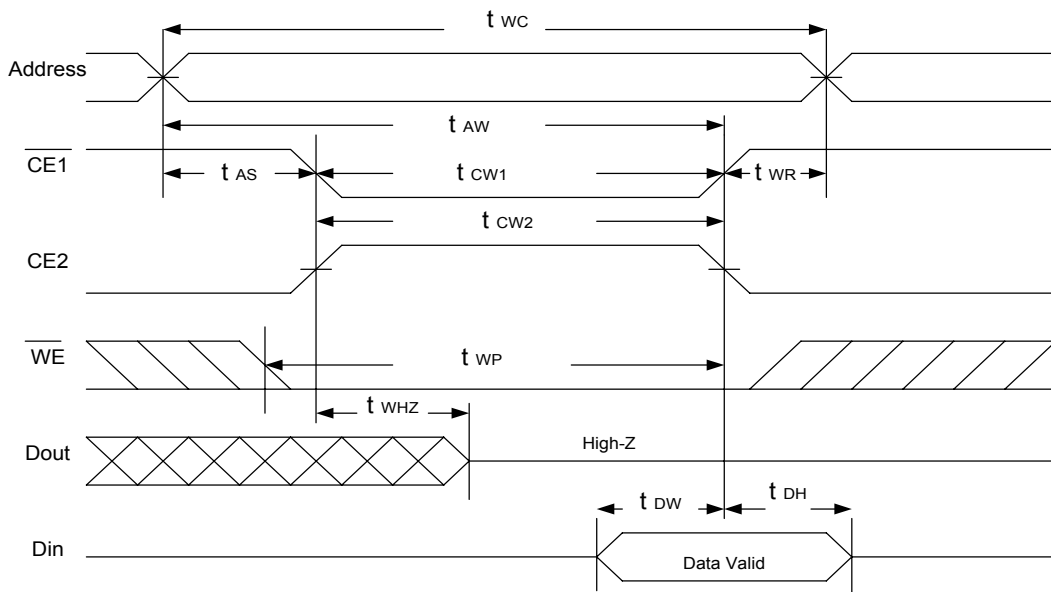 t WC
Address
t AW
CE1
t AS
t CW1
t WR
t CW2
CE2
WE
t WP
t WHZ
Dout
High-Z
t DW
t DH
Din
Data Valid